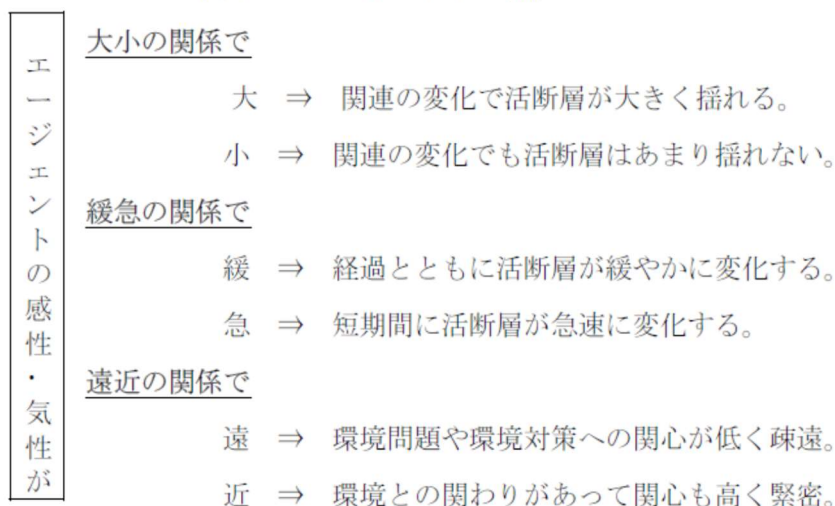 エージェントの感性・気性が
大小の関係で
大 ⇒ 関連の変化で活断層が大きく揺れる。
小 ⇒ 関連の変化でも活断層はあまり揺れない。
緩急の関係で
緩 ⇒ 経過とともに活断層が緩やかに変化する。
急 ⇒ 短期間に活断層が急速に変化する。
遠近の関係で
遠 ⇒ 環境問題や環境対策への関心が低く疎遠。
近 ⇒ 環境との関わりがあって関心も高く緊密。